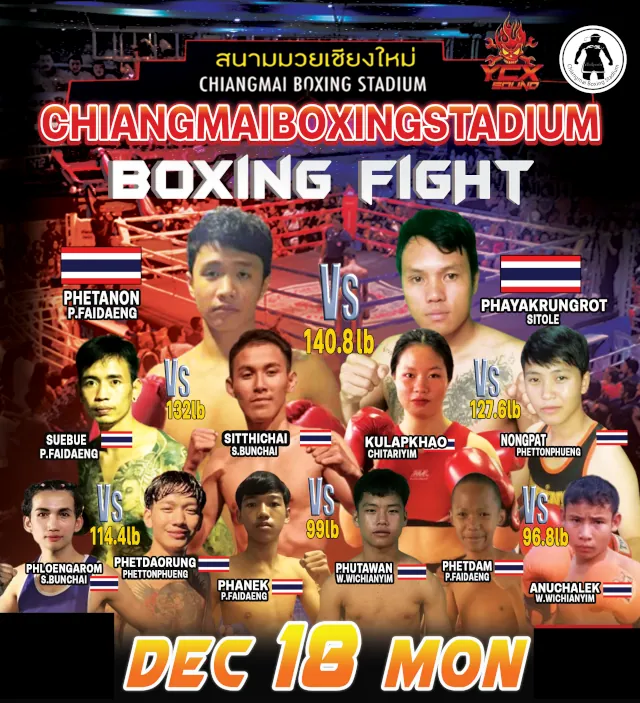 สนามมวยเชียงใหม่
CHIANGMAI BOXING STADIUM
YCX
SOUND
Chiangmai Boxing Stadium
CHIANGMAIBOXINGSTADIUM
BOXING FIGHT
PHETANON
P.FAIDAENG
Vs
140.8lb
PHAYAKRUNGROT
SITOLE
SUEBUE
P.FAIDAENG
Vs
132lb
SITTHICHAI
S.BUNCHAI
KULAPKHAO
CHITARIYIM
Vs
127.6lb
NONGPAT
PHETTONPHUENG
PHLOENGAROM
S.BUNCHAI
Vs
114.4lb
PHETDAORUNG
PHETTONPHUENG
PHANEK
P.FAIDAENG
Vs
99lb
PHUTAWAN
W.WICHIANYIM
PHETDAM
P.FAIDAENG
Vs
96.8lb
ANUCHALEK
W.WICHIANYIM
DEC 18 MON